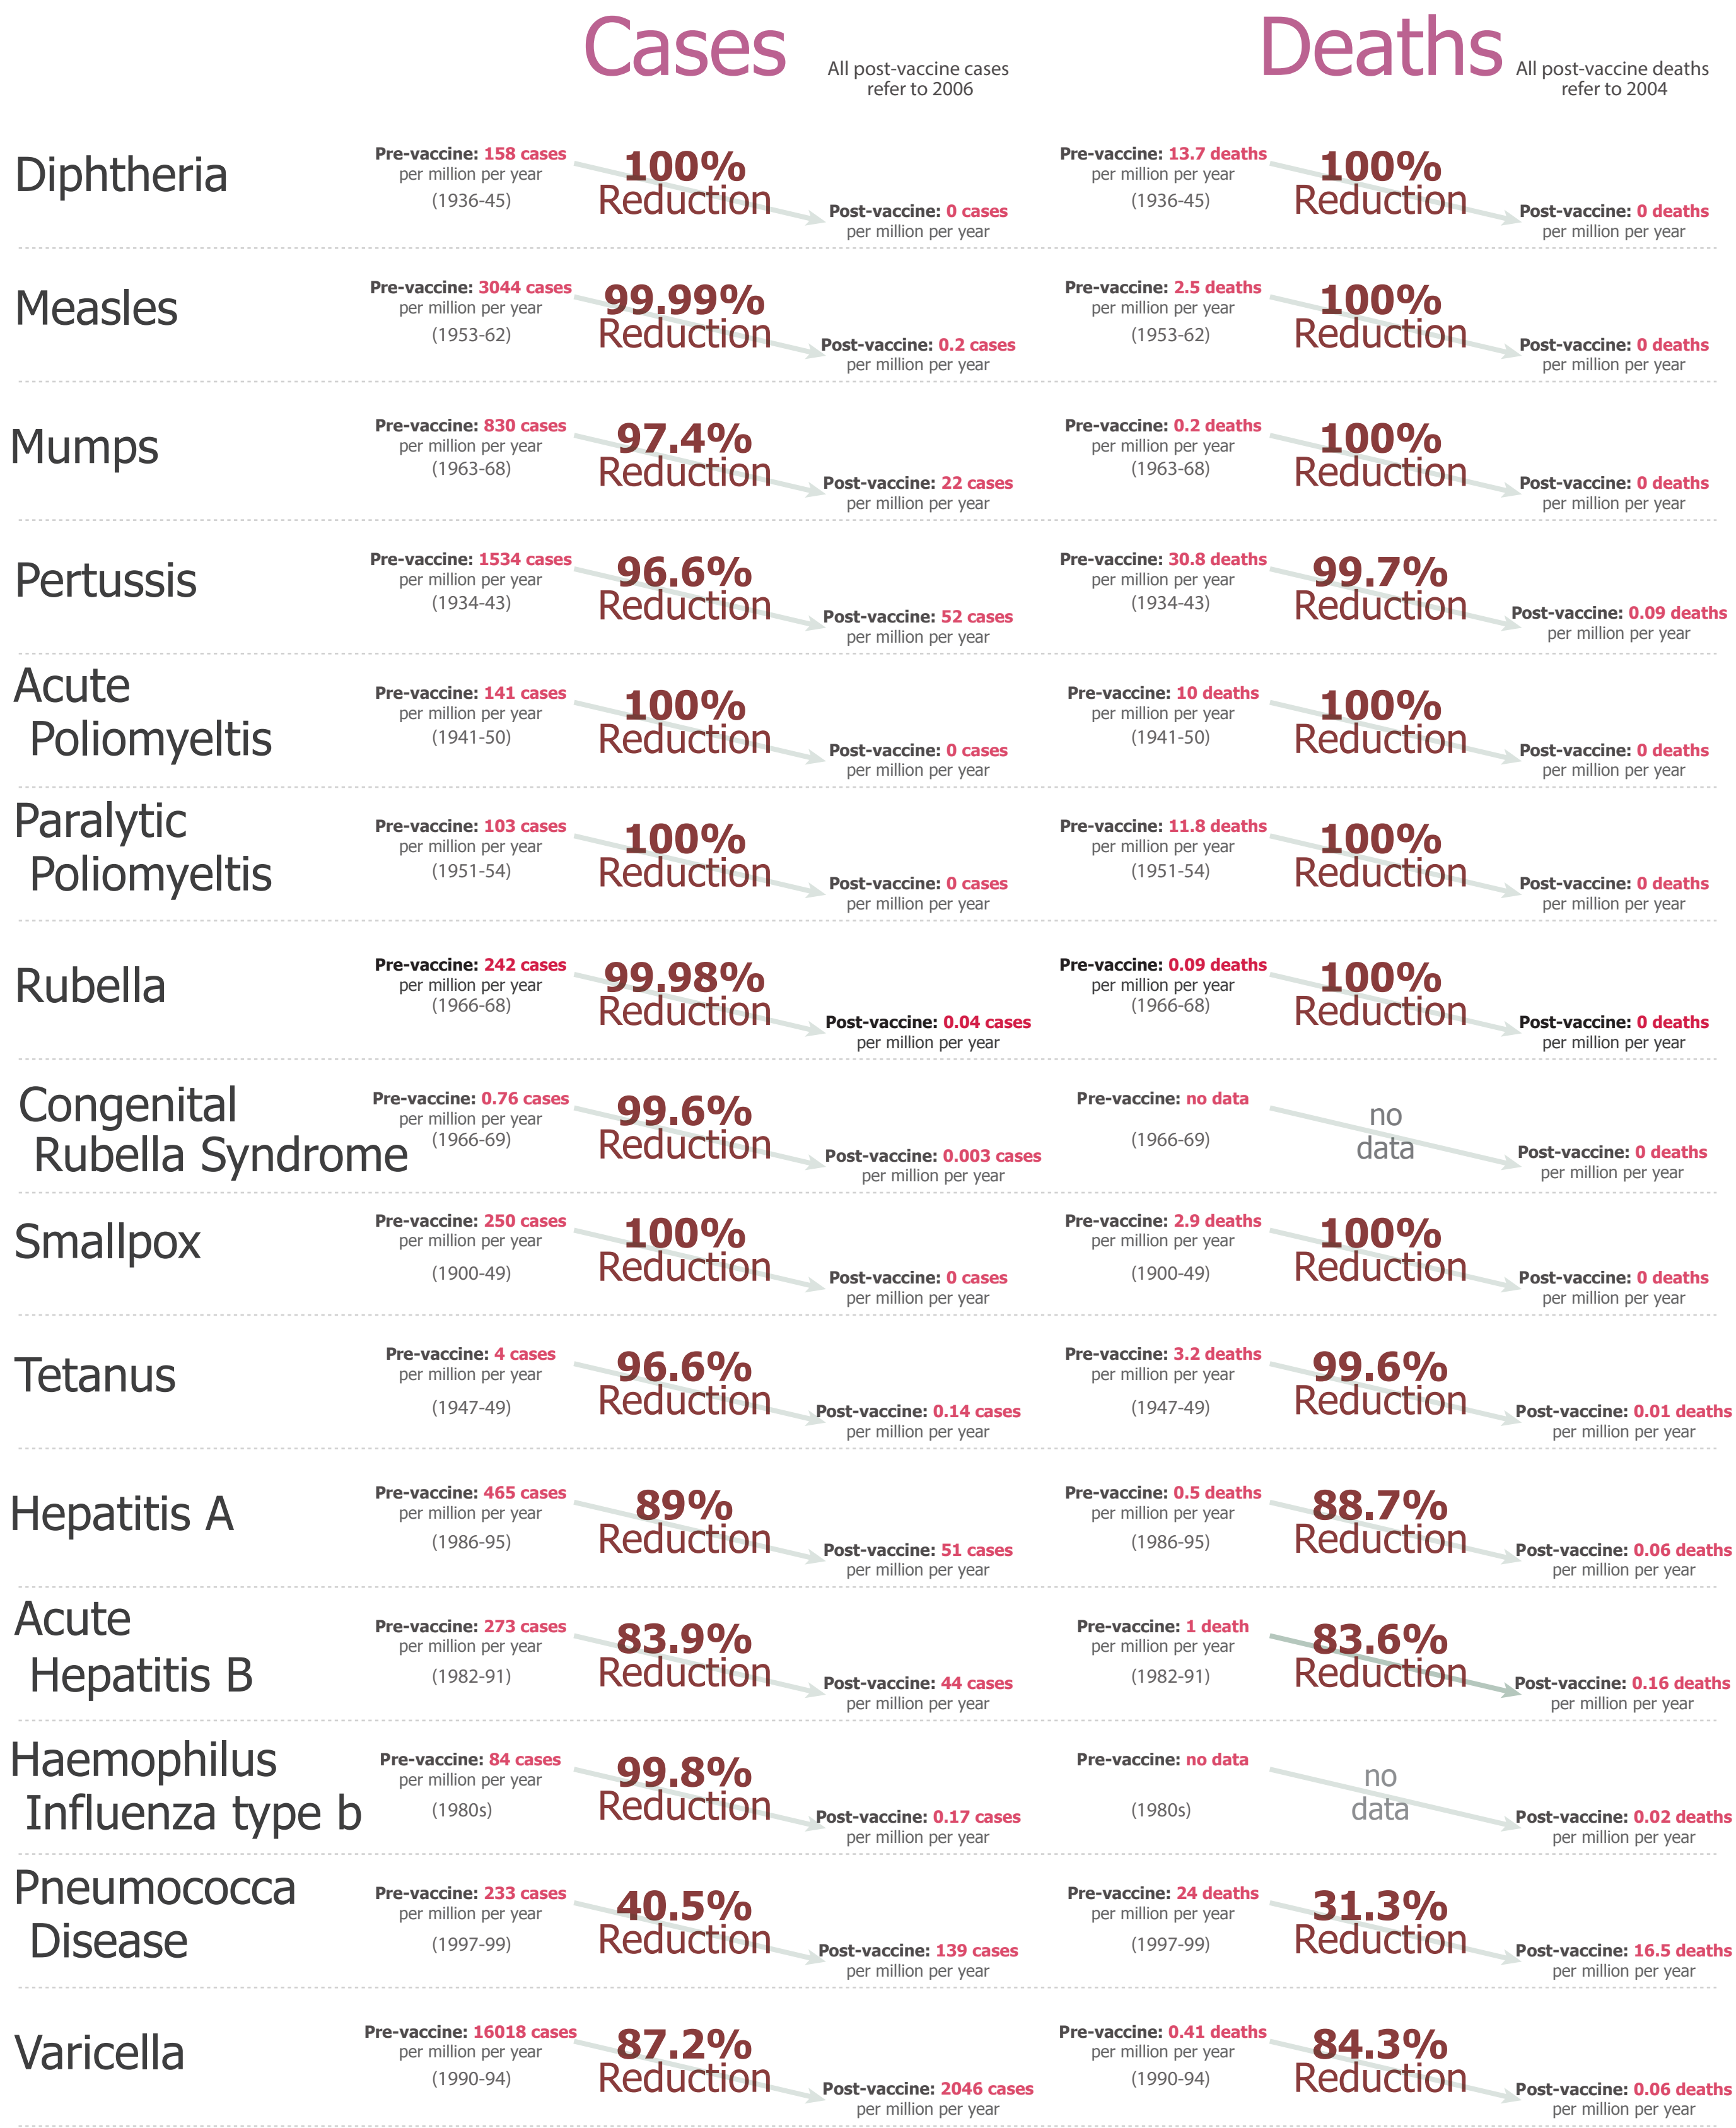 Cases
All post-vaccine cases
refer to 2006
Deaths
All post-vaccine deaths
refer to 2004
Diphtheria
Pre-vaccine: 158 cases
per million per year
(1936-45)
100%
Reduction
Post-vaccine: 0 cases
per million per year
Pre-vaccine: 13.7 deaths
per million per year
(1936-45)
100%
Reduction
Post-vaccine: 0 deaths
per million per year
Measles
Pre-vaccine: 3044 cases
per million per year
(1953-62)
99.99%
Reduction
Post-vaccine: 0.2 cases
per million per year
Pre-vaccine: 2.5 deaths
per million per year
(1953-62)
100%
Reduction
Post-vaccine: 0 deaths
per million per year
Mumps
Pre-vaccine: 830 cases
per million per year
(1963-68)
97.4%
Reduction
Post-vaccine: 22 cases
per million per year
Pre-vaccine: 0.2 deaths
per million per year
(1963-68)
100%
Reduction
Post-vaccine: 0 deaths
per million per year
Pertussis
Pre-vaccine: 1534 cases
per million per year
(1934-43)
96.6%
Reduction
Post-vaccine: 52 cases
per million per year
Pre-vaccine: 30.8 deaths
per million per year
(1934-43)
99.7%
Reduction
Post-vaccine: 0.09 deaths
per million per year
Acute
Poliomyeltis
Pre-vaccine: 141 cases
per million per year
(1941-50)
100%
Reduction
Post-vaccine: 0 cases
per million per year
Pre-vaccine: 10 deaths
per million per year
(1941-50)
100%
Reduction
Post-vaccine: 0 deaths
per million per year
Paralytic
Poliomyeltis
Pre-vaccine: 103 cases
per million per year
(1951-54)
100%
Reduction
Post-vaccine: 0 cases
per million per year
Pre-vaccine: 11.8 deaths
per million per year
(1951-54)
100%
Reduction
Post-vaccine: 0 deaths
per million per year
Rubella
Pre-vaccine: 242 cases
per million per year
(1966-68)
99.98%
Reduction
Post-vaccine: 0.04 cases
per million per year
Pre-vaccine: 0.09 deaths
per million per year
(1966-68)
100%
Reduction
Post-vaccine: 0 deaths
per million per year
Congenital
Rubella Syndrome
Pre-vaccine: 0.76 cases
per million per year
(1966-69)
99.6%
Reduction
Post-vaccine: 0.003 cases
per million per year
Pre-vaccine: no data
(1966-69)
no
data
Post-vaccine: 0 deaths
per million per year
Smallpox
Pre-vaccine: 250 cases
per million per year
(1900-49)
100%
Reduction
Post-vaccine: 0 cases
per million per year
Pre-vaccine: 2.9 deaths
per million per year
(1900-49)
100%
Reduction
Post-vaccine: 0 deaths
per million per year
Tetanus
Pre-vaccine: 4 cases
per million per year
(1947-49)
96.6%
Reduction
Post-vaccine: 0.14 cases
per million per year
Pre-vaccine: 3.2 deaths
per million per year
(1947-49)
99.6%
Reduction
Post-vaccine: 0.01 deaths
per million per year
Hepatitis A
Pre-vaccine: 465 cases
per million per year
(1986-95)
89%
Reduction
Post-vaccine: 51 cases
per million per year
Pre-vaccine: 0.5 deaths
per million per year
(1986-95)
88.7%
Reduction
Post-vaccine: 0.06 deaths
per million per year
Acute
Hepatitis B
Pre-vaccine: 273 cases
per million per year
(1982-91)
83.9%
Reduction
Post-vaccine: 44 cases
per million per year
Pre-vaccine: 1 death
per million per year
(1982-91)
83.6%
Reduction
Post-vaccine: 0.16 deaths
per million per year
Haemophilus
Influenza type b
Pre-vaccine: 84 cases
per million per year
(1980s)
99.8%
Reduction
Post-vaccine: 0.17 cases
per million per year
Pre-vaccine: no data
(1980s)
no
data
Post-vaccine: 0.02 deaths
per million per year
Pneumococca
Disease
Pre-vaccine: 233 cases
per million per year
(1997-99)
40.5%
Reduction
Post-vaccine: 139 cases
per million per year
Pre-vaccine: 24 deaths
per million per year
(1997-99)
31.3%
Reduction
Post-vaccine: 16.5 deaths
per million per year
Varicella
Pre-vaccine: 16018 cases
per million per year
(1990-94)
87.2%
Reduction
Post-vaccine: 2046 cases
per million per year
Pre-vaccine: 0.41 deaths
per million per year
(1990-94)
84.3%
Reduction
Post-vaccine: 0.06 deaths
per million per year